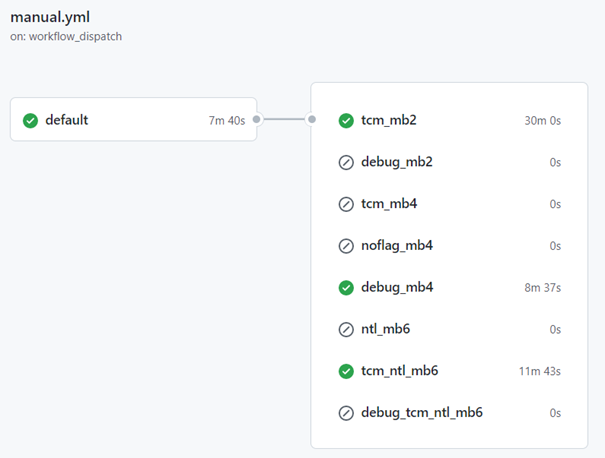 manual.yml
on: workflow_dispatch
default 7m 40s
tcm_mb2 30m 0s
debug_mb2 0s
tcm_mb4 0s
noflag_mb4 0s
debug_mb4 8m 37s
ntl_mb6 0s
tcm_ntl_mb6 11m 43s
debug_tcm_ntl_mb6 0s